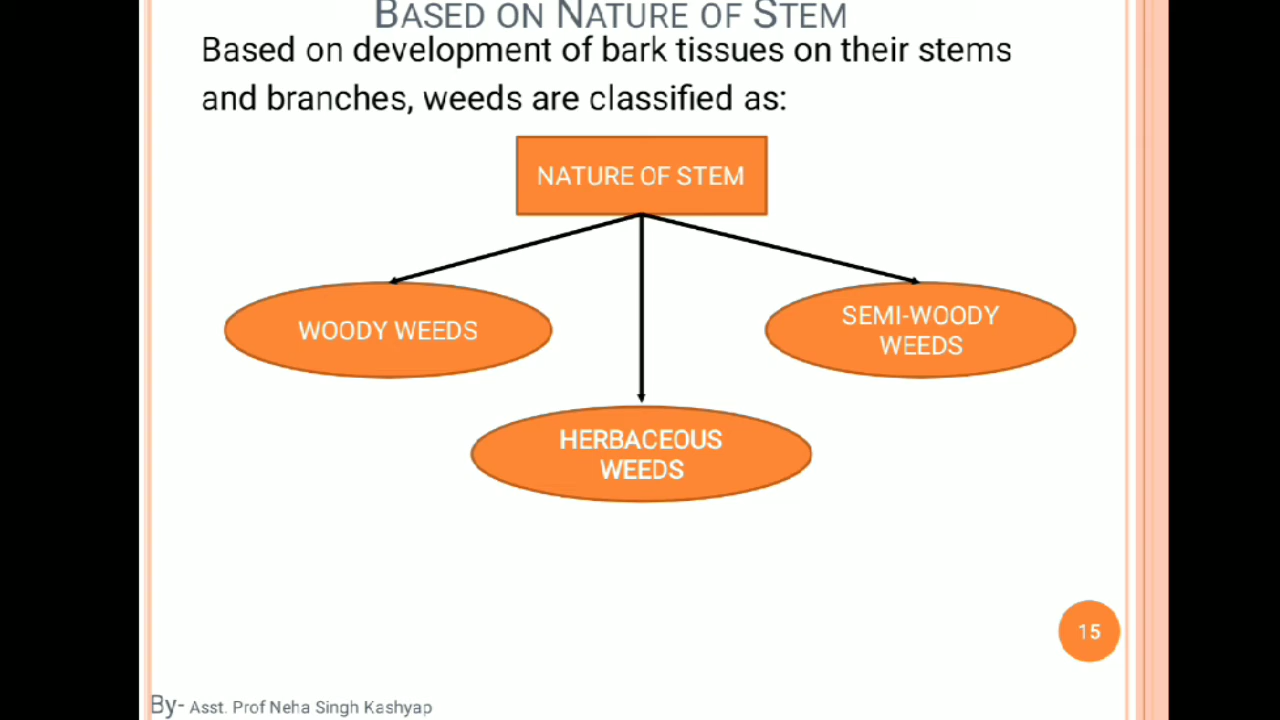 BASED ON NATURE OF STEM
Based on development of bark tissues on their stems
and branches, weeds are classified as:
NATURE OF STEM
WOODY WEEDS
SEMI-WOODY
WEEDS
HERBACEOUS
WEEDS
15
By- Asst. Prof Neha Singh Kashyap